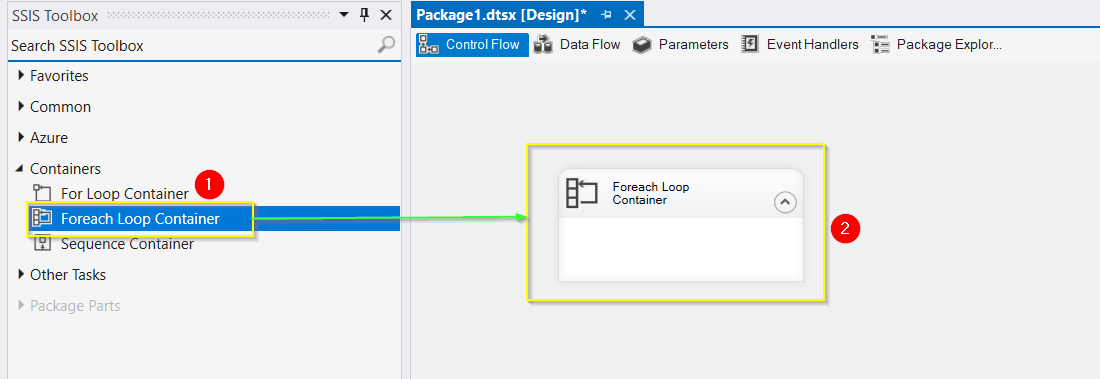 SSIS Toolbox
Search SSIS Toolbox
Favorites
Common
Azure
Containers
For Loop Container
1
Foreach Loop Container
Sequence Container
Other Tasks
Package Parts
Package1.dtsx [Design]*
Control Flow Data Flow Parameters Event Handlers Package Explor...
Foreach Loop
Container
2